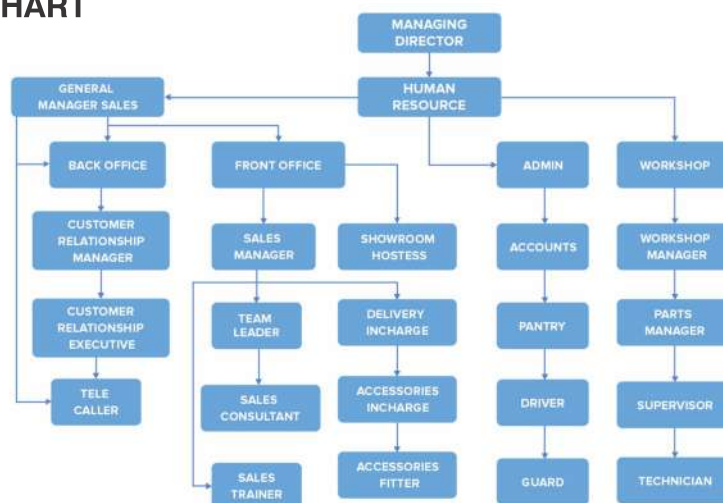 HART
MANAGING
DIRECTOR
GENERAL
MANAGER SALES
HUMAN
RESOURCE
BACK OFFICE
FRONT OFFICE
ADMIN
WORKSHOP
CUSTOMER
RELATIONSHIP
MANAGER
SALES
MANAGER
SHOWROOM
HOSTESS
ACCOUNTS
WORKSHOP
MANAGER
CUSTOMER
RELATIONSHIP
EXECUTIVE
TEAM
LEADER
DELIVERY
INCHARGE
PANTRY
PARTS
MANAGER
TELE
CALLER
SALES
CONSULTANT
ACCESSORIES
INCHARGE
DRIVER
SUPERVISOR
SALES
TRAINER
ACCESSORIES
FITTER
GUARD
TECHNICIAN